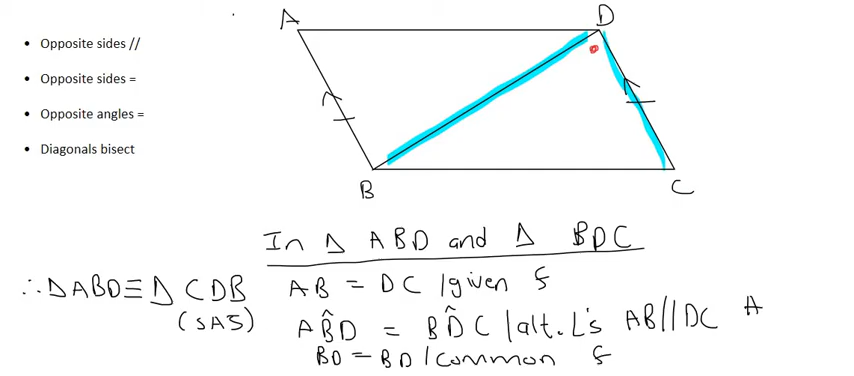 • Opposite sides //
• Opposite sides =
• Opposite angles =
• Diagonals bisect
A
D
B
C
In Δ ABD and Δ BDC
AB = DC /given S
AB̂D = BD̂C /alt. L's AB//DC A
BD = BD /common S
∴ ΔABD ≡ Δ CDB
(SAS)